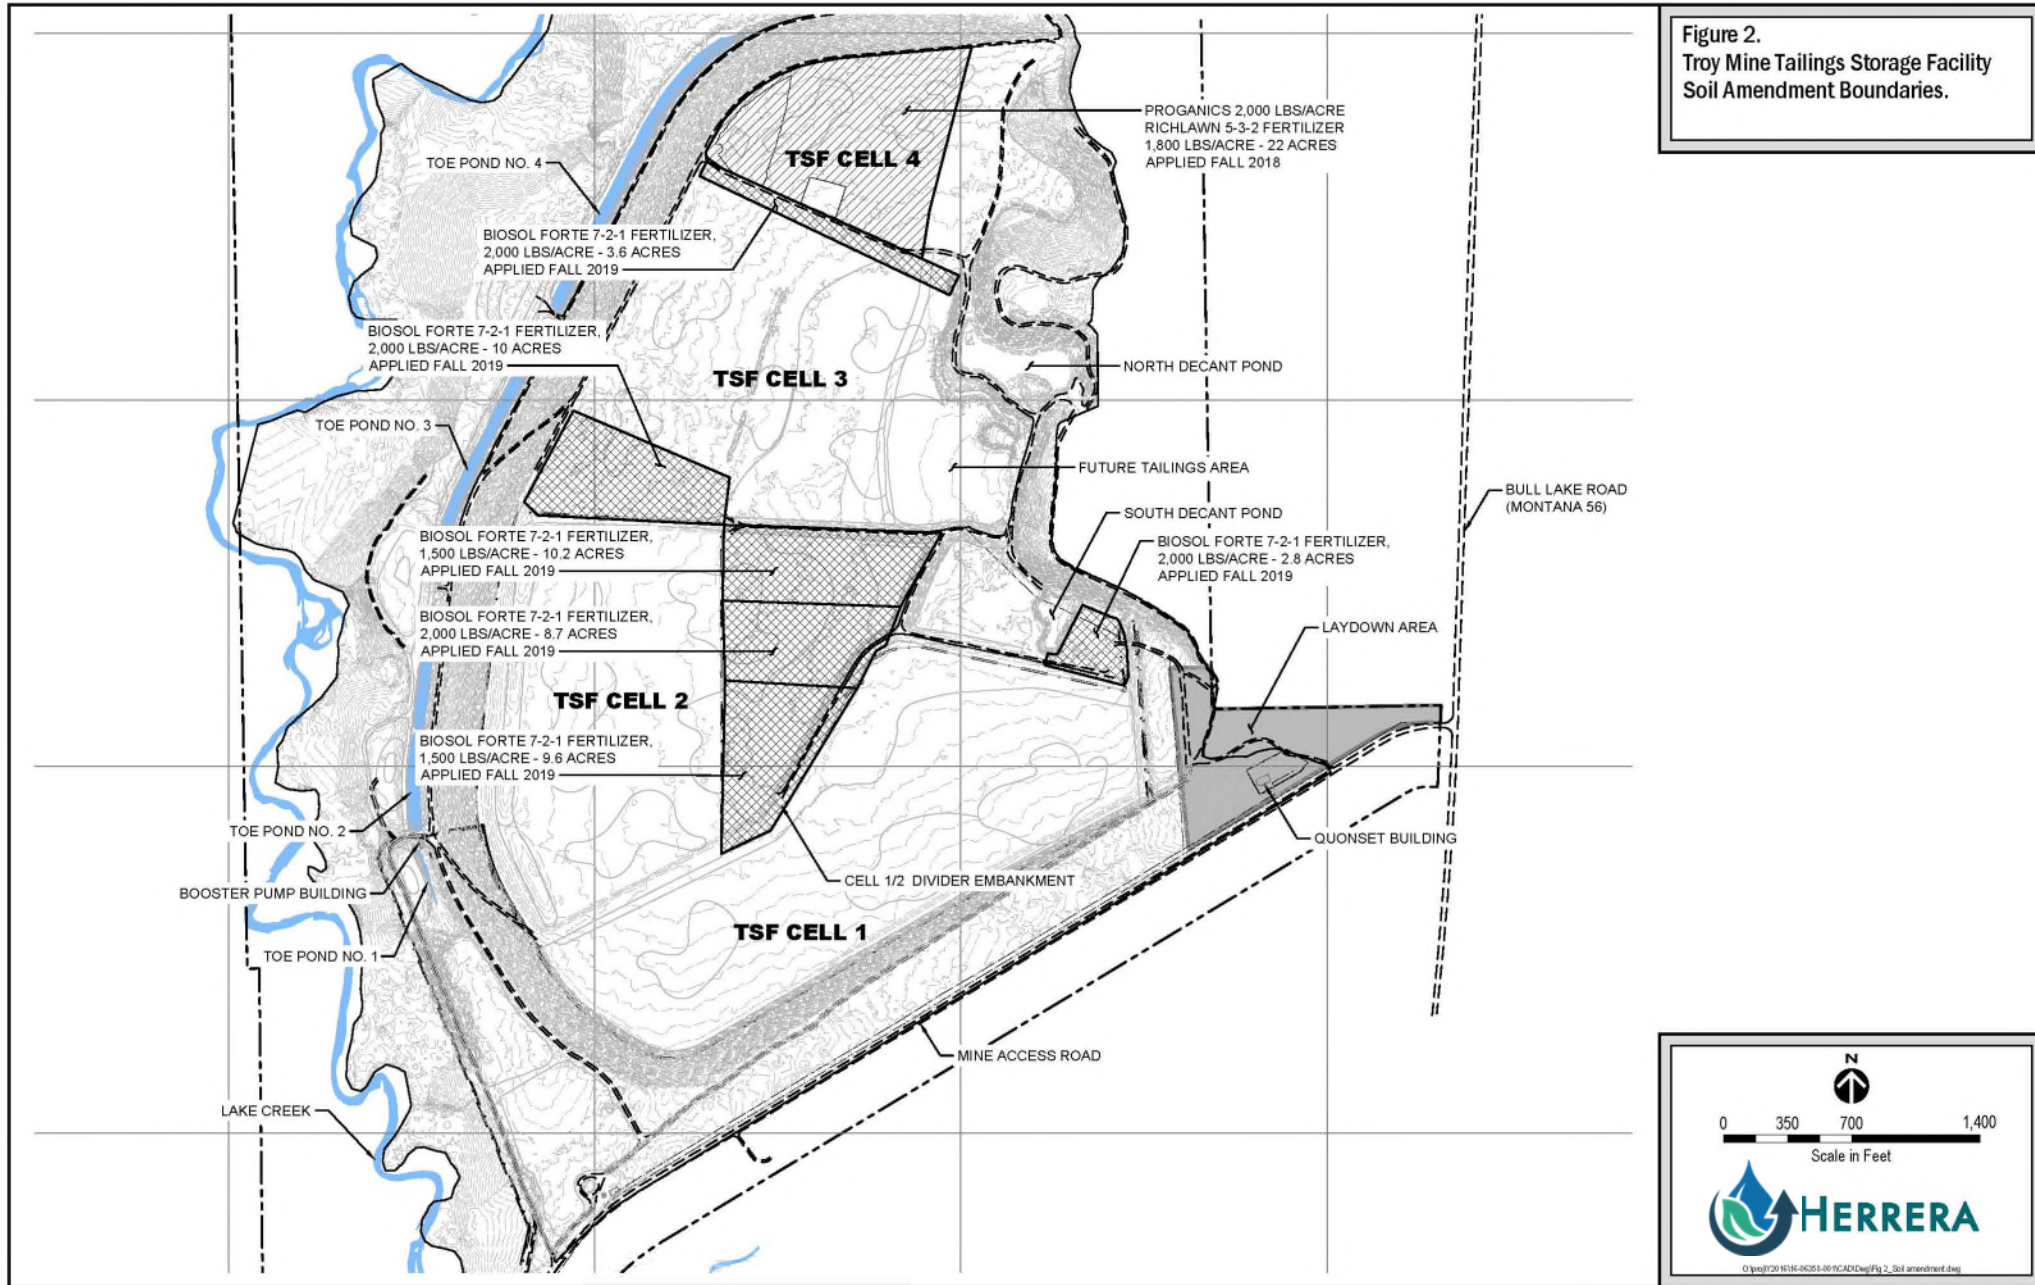 Figure 2.
Troy Mine Tailings Storage Facility
Soil Amendment Boundaries.
PROGANICS 2,000 LBS/ACRE
RICHLAWN 5-3-2 FERTILIZER
1,800 LBS/ACRE - 22 ACRES
APPLIED FALL 2018
TSF CELL 4
TOE POND NO. 4
BIOSOL FORTE 7-2-1 FERTILIZER,
2,000 LBS/ACRE - 3.6 ACRES
APPLIED FALL 2019
BIOSOL FORTE 7-2-1 FERTILIZER,
2,000 LBS/ACRE - 10 ACRES
APPLIED FALL 2019
TSF CELL 3
NORTH DECANT POND
TOE POND NO. 3
FUTURE TAILINGS AREA
BULL LAKE ROAD
(MONTANA 56)
SOUTH DECANT POND
BIOSOL FORTE 7-2-1 FERTILIZER,
2,000 LBS/ACRE - 2.8 ACRES
APPLIED FALL 2019
BIOSOL FORTE 7-2-1 FERTILIZER,
1,500 LBS/ACRE - 10.2 ACRES
APPLIED FALL 2019
BIOSOL FORTE 7-2-1 FERTILIZER,
2,000 LBS/ACRE - 8.7 ACRES
APPLIED FALL 2019
LAYDOWN AREA
TSF CELL 2
BIOSOL FORTE 7-2-1 FERTILIZER,
1,500 LBS/ACRE - 9.6 ACRES
APPLIED FALL 2019
TOE POND NO. 2
QUONSET BUILDING
BOOSTER PUMP BUILDING
CELL 1/2 DIVIDER EMBANKMENT
TSF CELL 1
TOE POND NO. 1
MINE ACCESS ROAD
LAKE CREEK
N
0 350 700 1,400
Scale in Feet
HERRERA